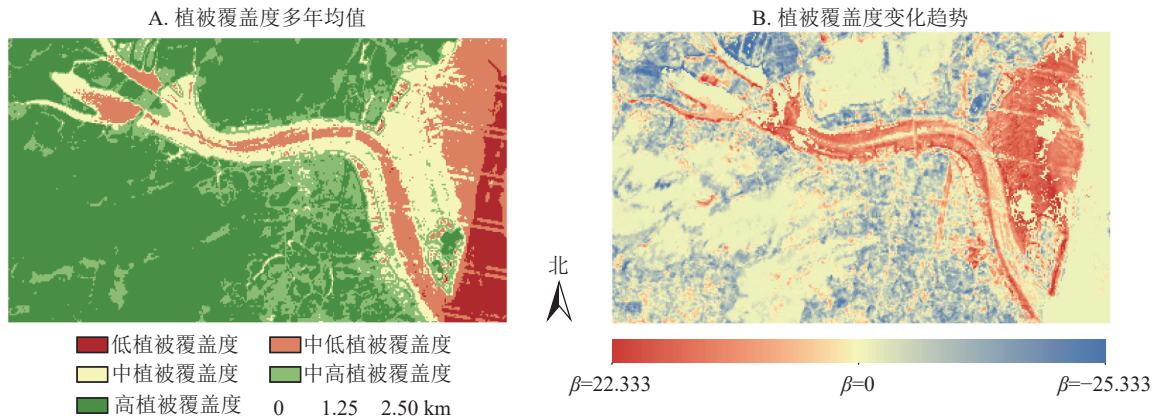 A. 植被覆盖度多年均值
B. 植被覆盖度变化趋势
北
低植被覆盖度
中低植被覆盖度
中植被覆盖度
中高植被覆盖度
高植被覆盖度
0 1.25 2.50 km
β=22.333
β=0
β=−25.333